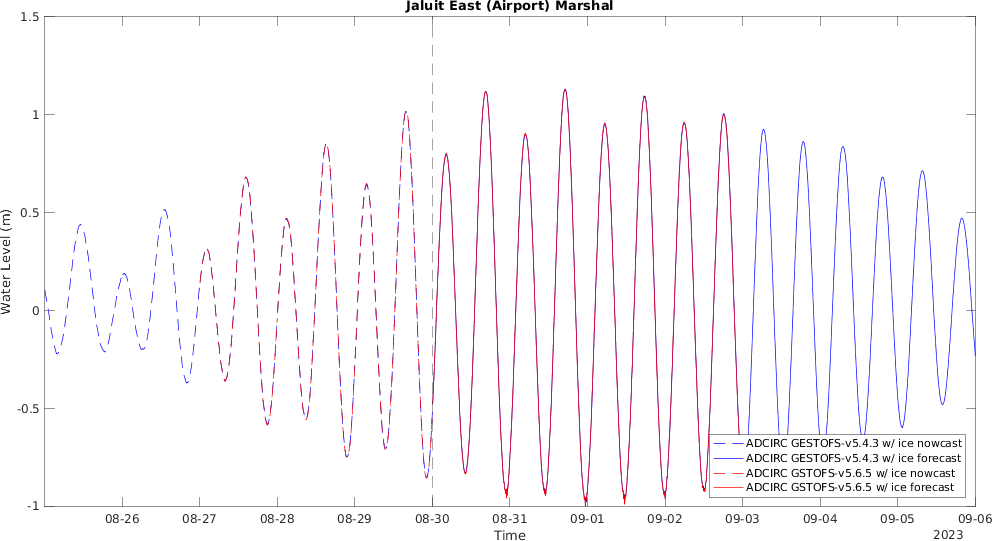 Jaluit East (Airport) Marshal
1.5
1
0.5
0
-0.5
-1
Water Level (m)
ADCIRC GESTOFS-v5.4.3 w/ ice nowcast
ADCIRC GESTOFS-v5.4.3 w/ ice forecast
ADCIRC GSTOFS-v5.6.5 w/ ice nowcast
ADCIRC GSTOFS-v5.6.5 w/ ice forecast
08-26 08-27 08-28 08-29 08-30 08-31 09-01 09-02 09-03 09-04 09-05 09-06
Time
2023